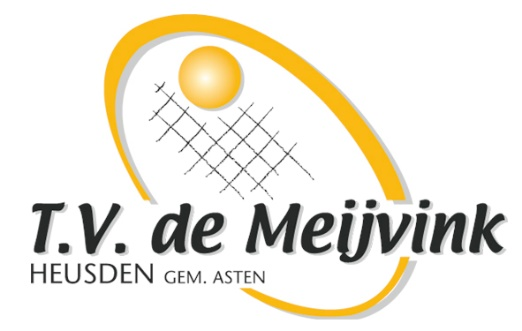 T.V. de Meijvink
HEUSDEN GEM. ASTEN